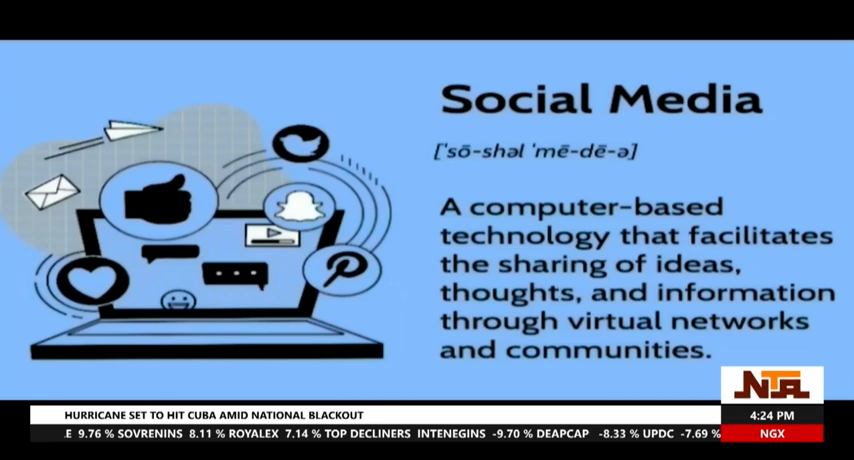 Social Media
['sō-shəl 'mē-dē-ə]
A computer-based
technology that facilitates
the sharing of ideas,
thoughts, and information
through virtual networks
and communities.
NTA
HURRICANE SET TO HIT CUBA AMID NATIONAL BLACKOUT
4:24 PM
.E 9.76 % SOVRENINS 8.11 % ROYALEX 7.14 % TOP DECLINERS INTENEGINS -9.70 % DEAPCAP -8.33 % UPDC -7.69 %
NGX